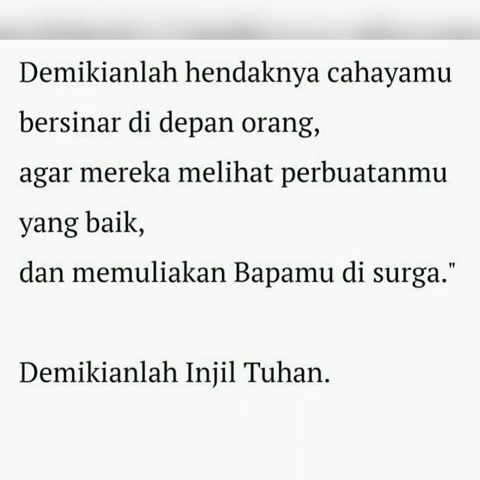 Demikianlah hendaknya cahayamu
bersinar di depan orang,
agar mereka melihat perbuatanmu
yang baik,
dan memuliakan Bapamu di surga."
Demikianlah Injil Tuhan.